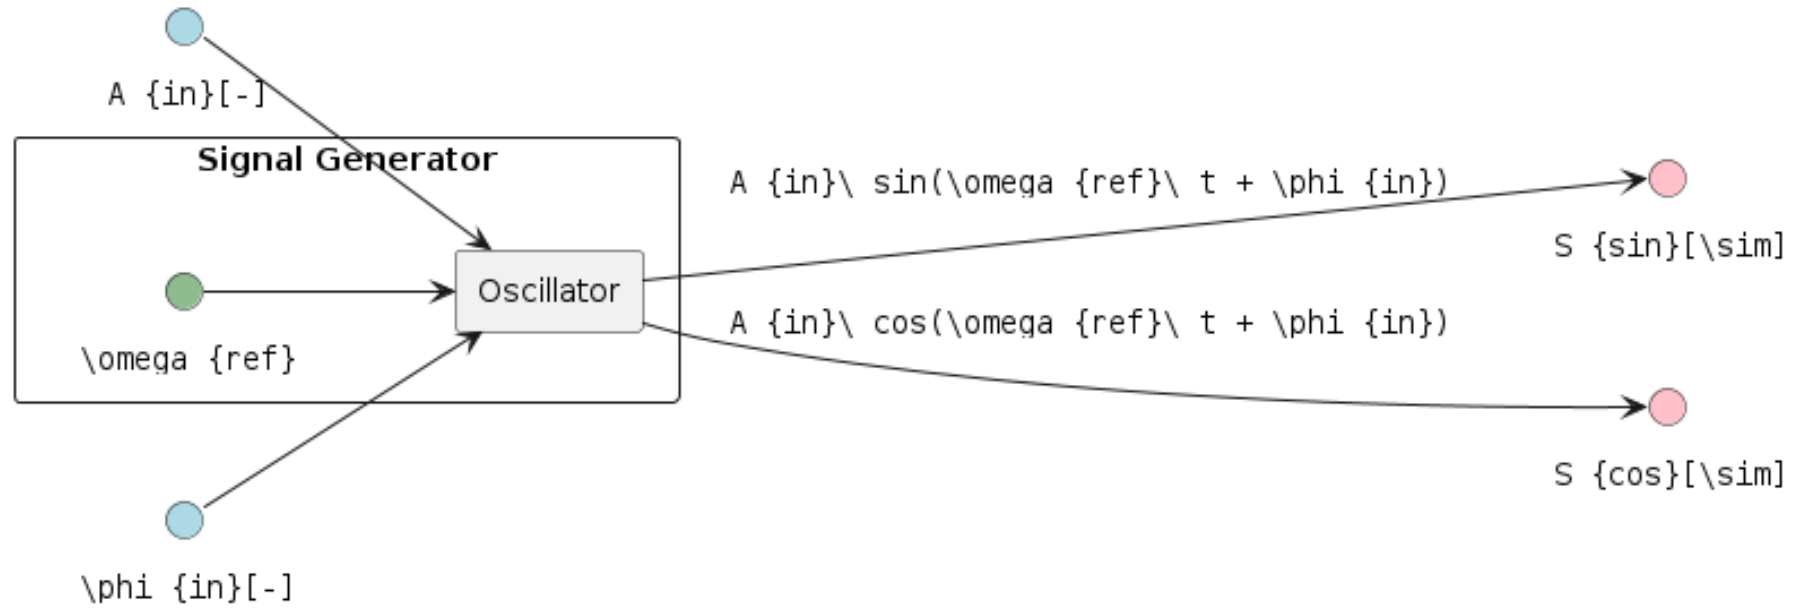 A {in}[-]
Signal Generator
A {in}\ sin(\omega {ref}\ t + \phi {in})
S {sin}[\sim]
Oscillator
A {in}\ cos(\omega {ref}\ t + \phi {in})
\omega {ref}
S {cos}[\sim]
\phi {in}[-]